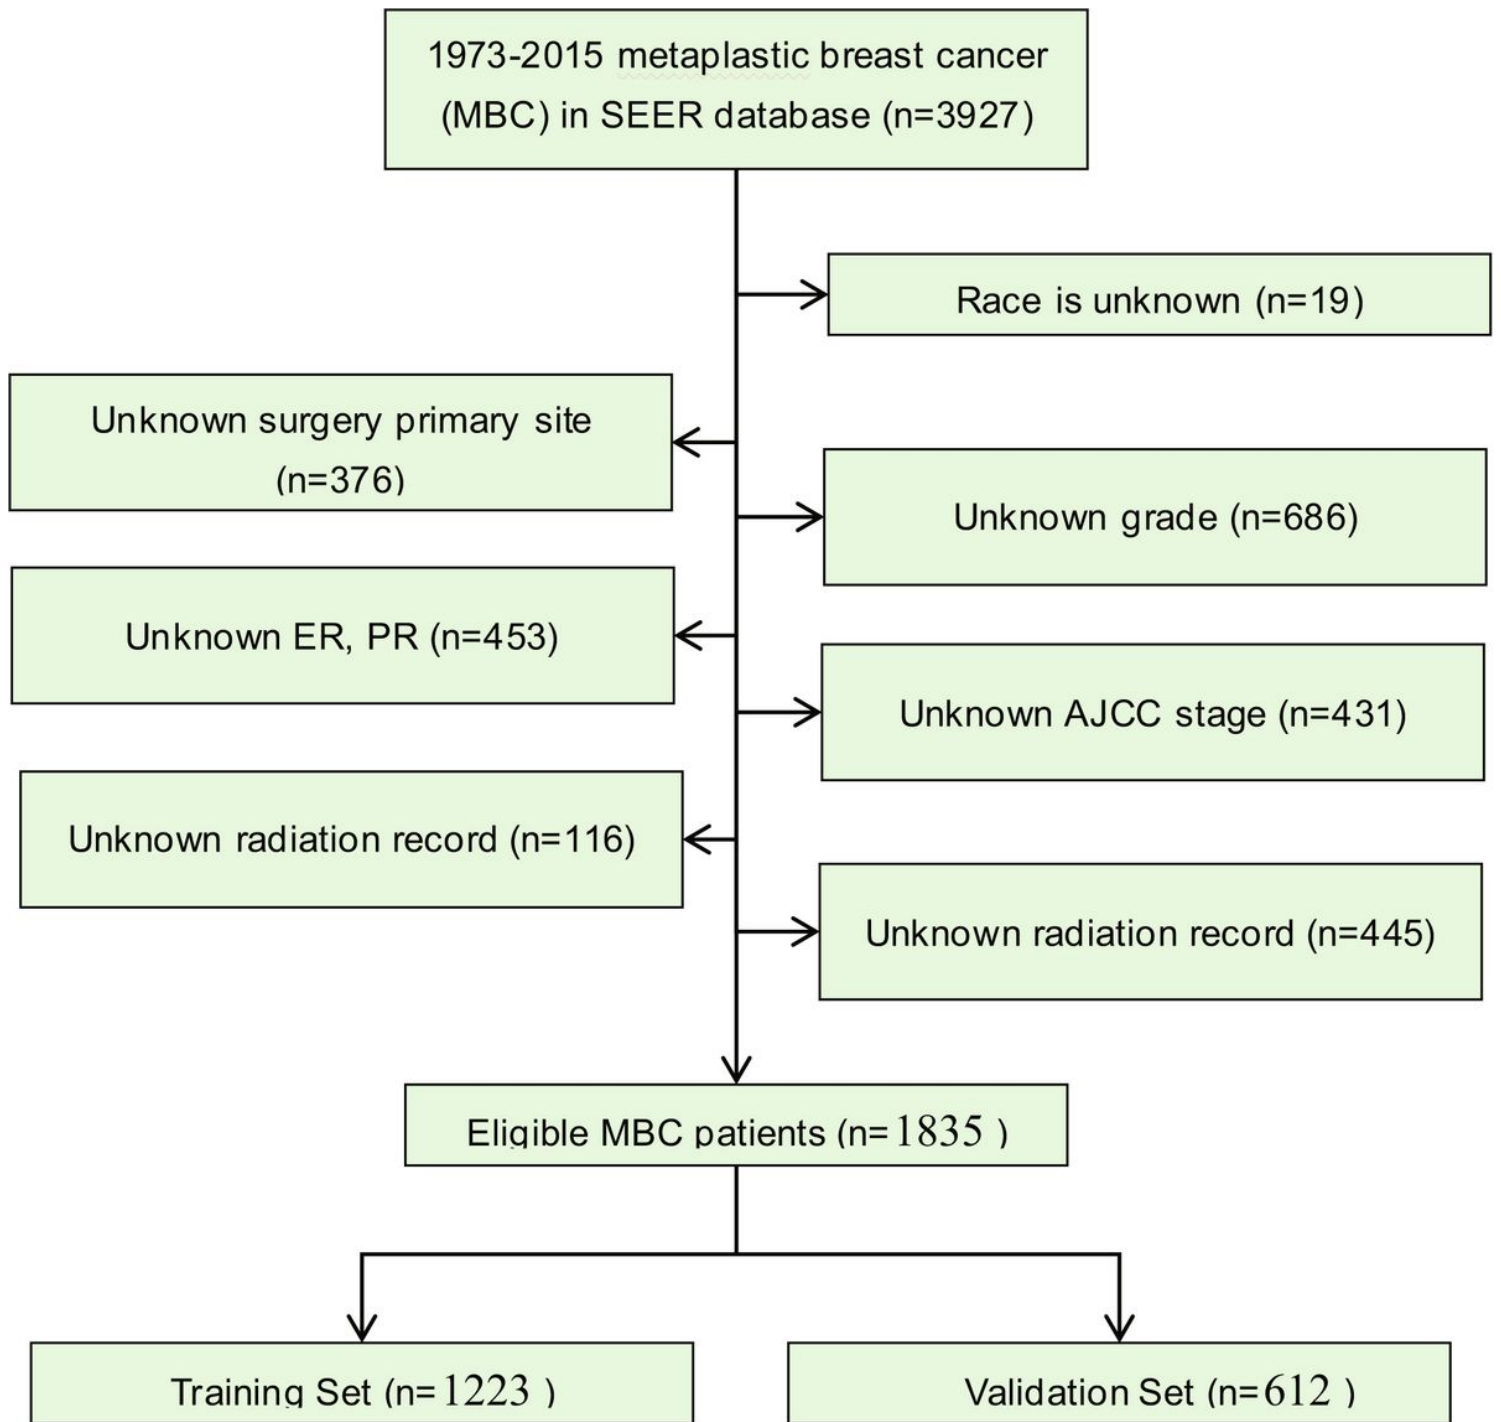 1973-2015 metaplastic breast cancer
(MBC) in SEER database (n=3927)
Race is unknown (n=19)
Unknown surgery primary site
(n=376)
Unknown grade (n=686)
Unknown ER, PR (n=453)
Unknown AJCC stage (n=431)
Unknown radiation record (n=116)
Unknown radiation record (n=445)
Eligible MBC patients (n=1835 )
Training Set (n=1223 )
Validation Set (n=612 )